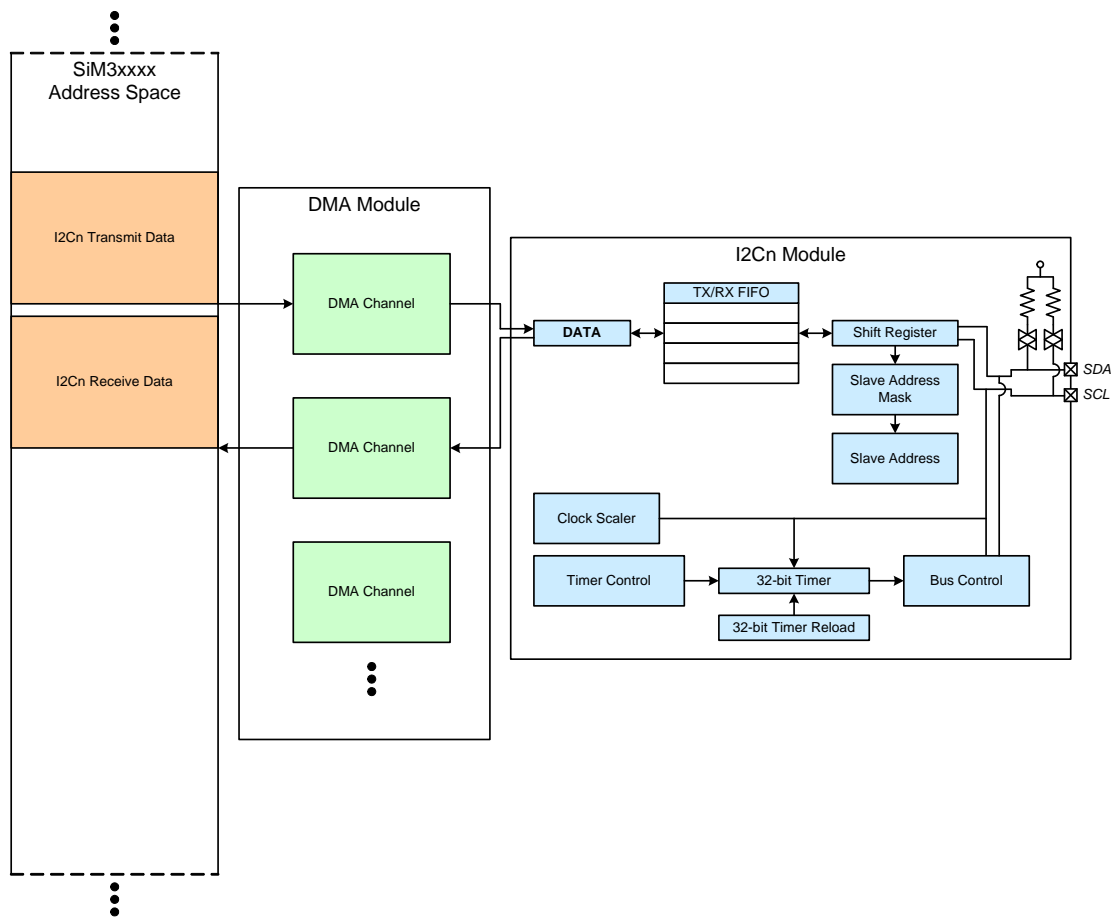 SiM3xxxx
Address Space
I2Cn Transmit Data
I2Cn Receive Data
DMA Module
DMA Channel
DMA Channel
DMA Channel
I2Cn Module
TX/RX FIFO
DATA
Shift Register
Slave Address
Mask
Slave Address
SDA
SCL
Clock Scaler
Timer Control
32-bit Timer
Bus Control
32-bit Timer Reload